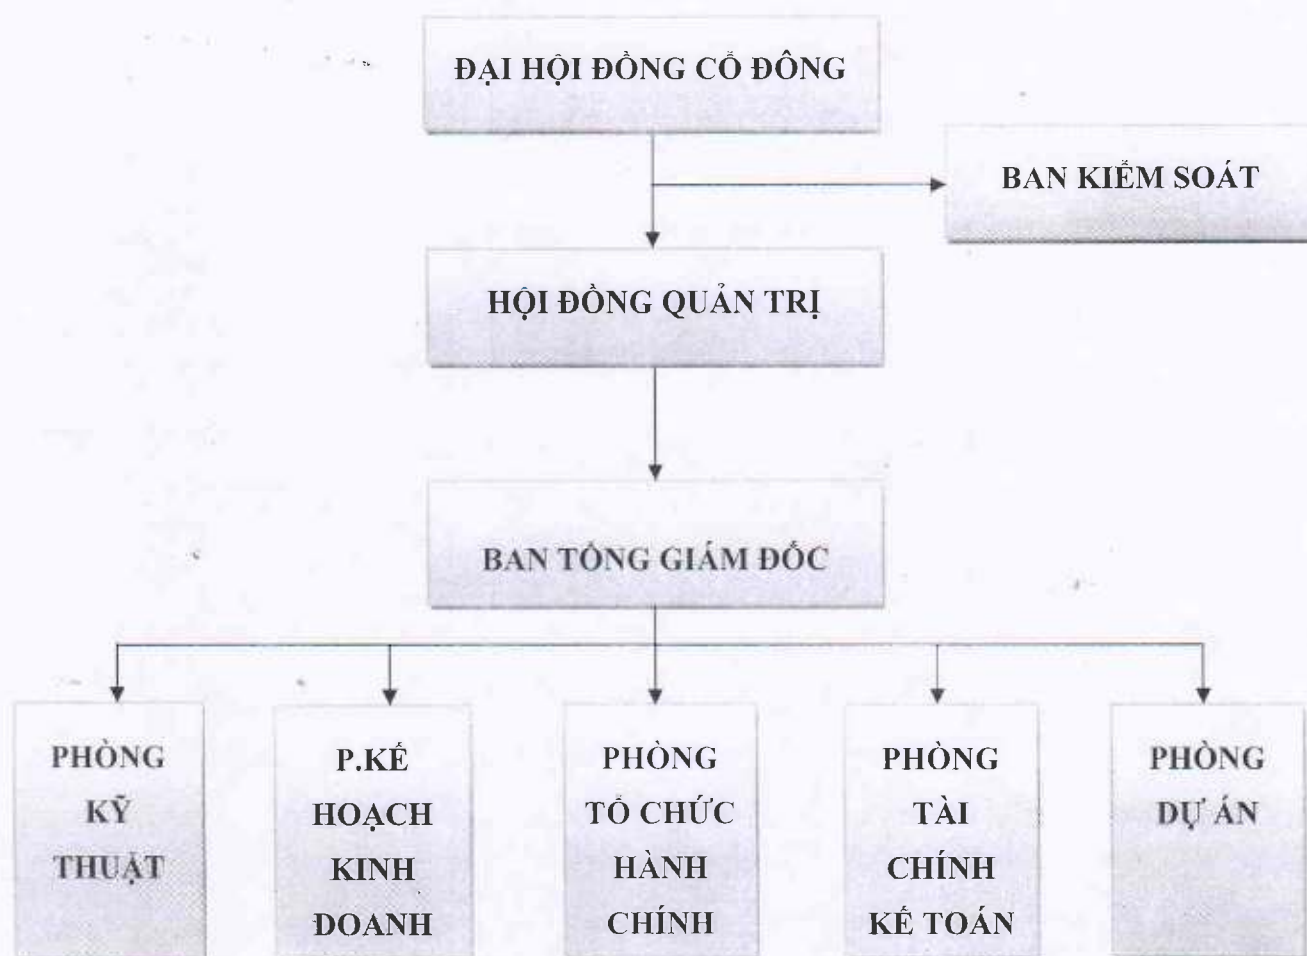 ĐẠI HỘI ĐỒNG CỔ ĐÔNG
BAN KIỂM SOÁT
HỘI ĐỒNG QUẢN TRỊ
BAN TỔNG GIÁM ĐỐC
PHÒNG
KỸ
THUẬT
P.KẾ
HOẠCH
KINH
DOANH
PHÒNG
TỔ CHỨC
HÀNH
CHÍNH
PHÒNG
TÀI
CHÍNH
KẾ TOÁN
PHÒNG
DỰ ÁN